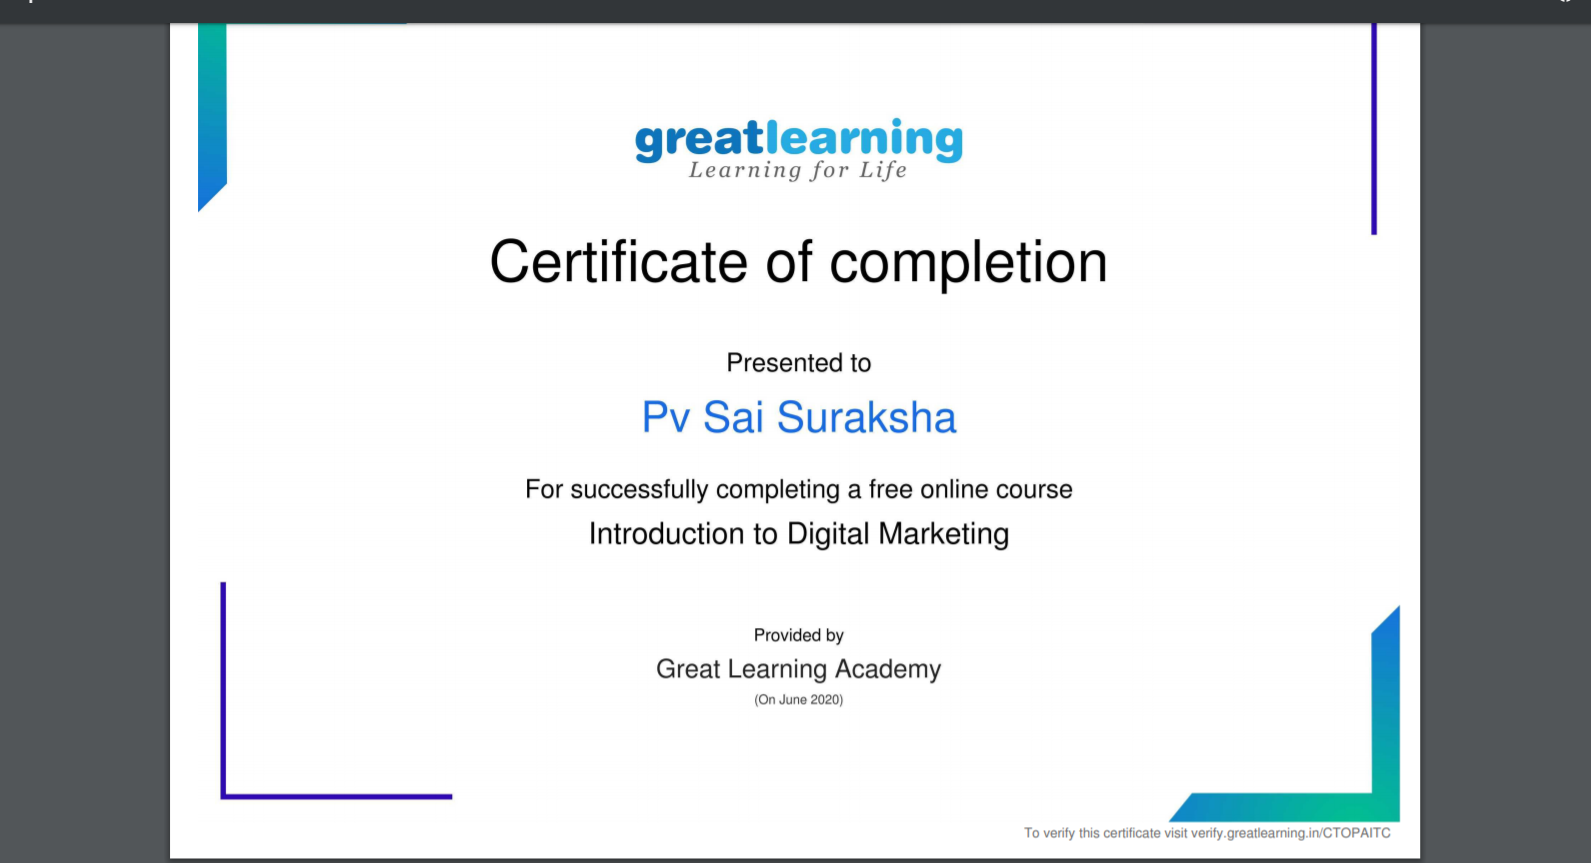 greatlearning
Learning for Life
Certificate of completion
Presented to
Pv Sai Suraksha
For successfully completing a free online course
Introduction to Digital Marketing
Provided by
Great Learning Academy
(On June 2020)
To verify this certificate visit verify.greatlearning.in/CTOPAITC